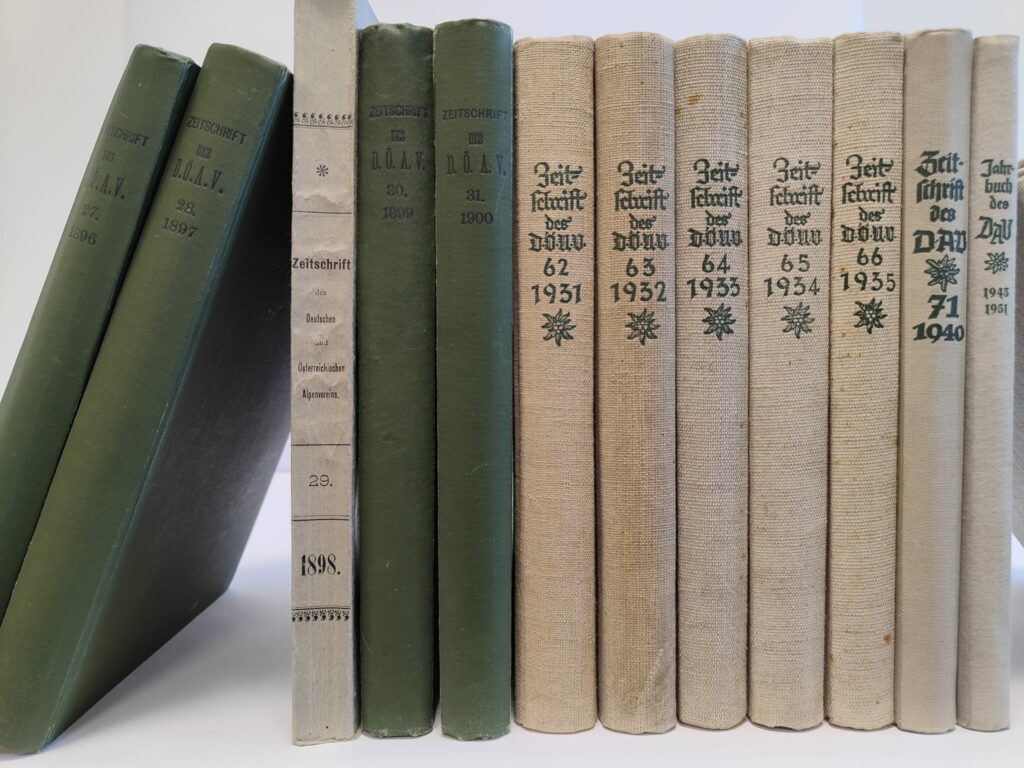 ZEITSCHRIFT
DES
Ö.A.V.
27.
1896
ZEITSCHRIFT
DES
D.Ö.A.V.
28.
1897
*
Zeitschrift
des
Deutschen
und
Österreichischen
Alpenvereins.
29.
1898.
ZEITSCHRIFT
DES
D.Ö.A.V.
30.
1899
ZEITSCHRIFT
DES
D.Ö.A.V.
31.
1900
Zeit-
schrift
des
DÖAV
62
1931
Zeit-
schrift
des
DÖAV
63
1932
Zeit-
schrift
des
DÖAV
64
1933
Zeit-
schrift
des
DÖAV
65
1934
Zeit-
schrift
des
DÖAV
66
1935
Zeit-
schrift
des
DAV
71
1940
Jahr-
buch
des
DAV
1943
1951